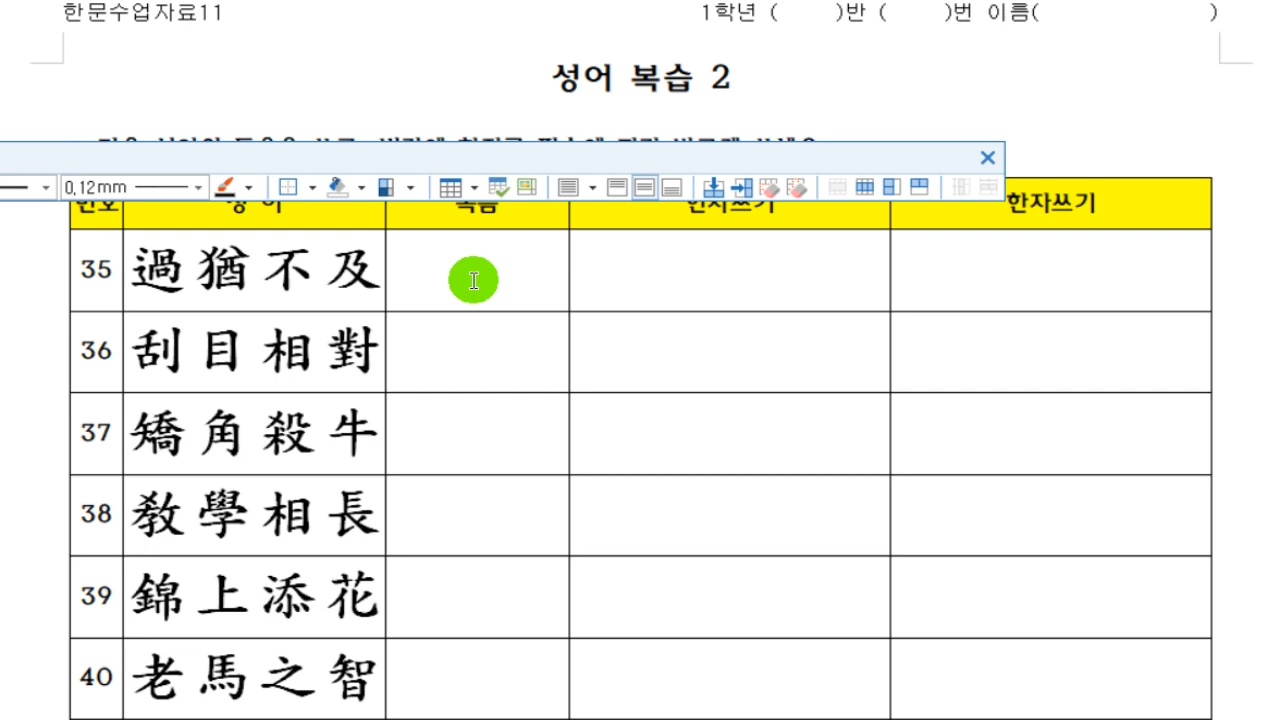 한문수업자료11 1학년 ( )반 ( )번 이름( )
성어 복습 2
0.12mm
한자쓰기
35 過猶不及
36 刮目相對
37 矯角殺牛
38 敎學相長
39 錦上添花
40 老馬之智